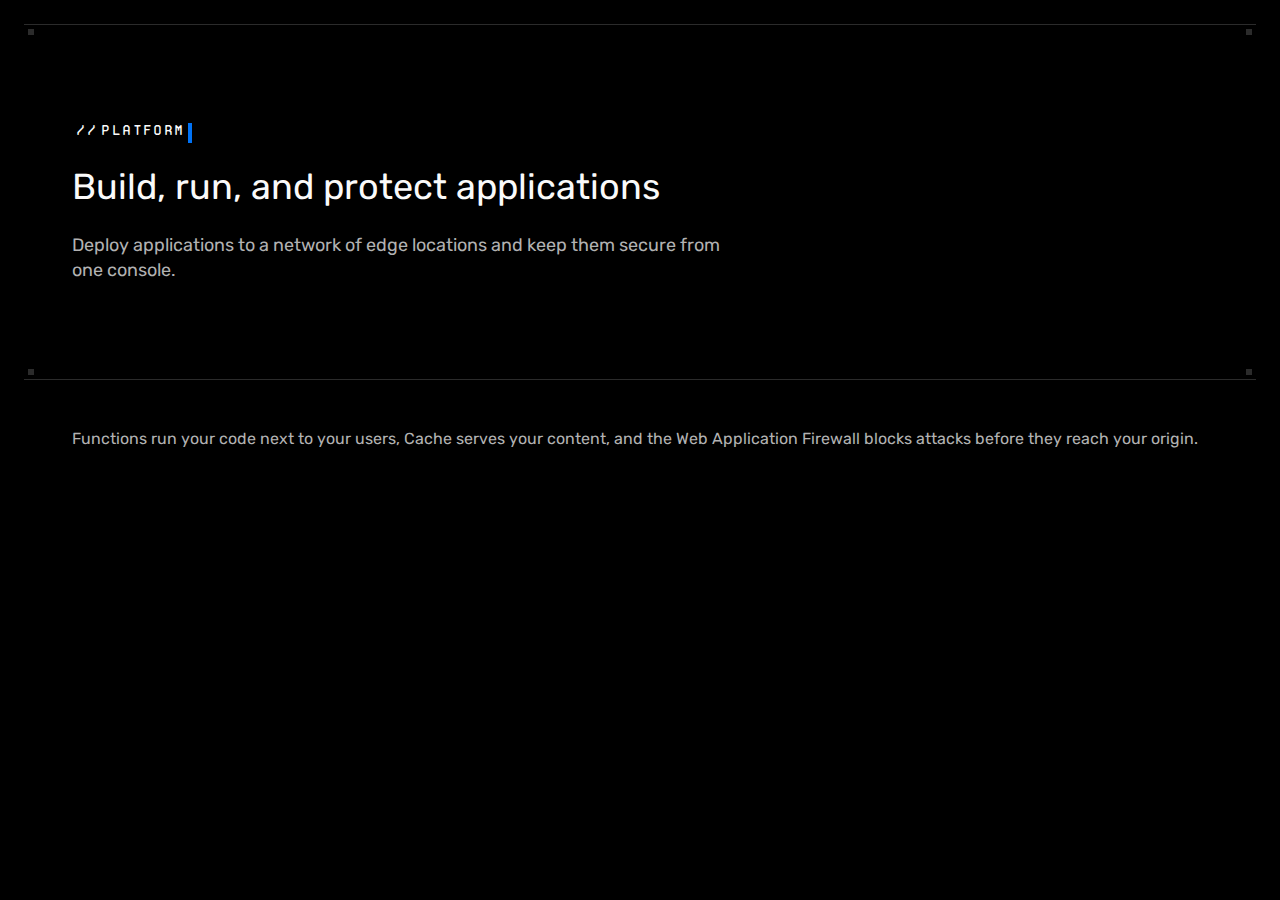 // PLATFORM
Build, run, and protect applications
Deploy applications to a network of edge locations and keep them secure from
one console.
Functions run your code next to your users, Cache serves your content, and the Web Application Firewall blocks attacks before they reach your origin.